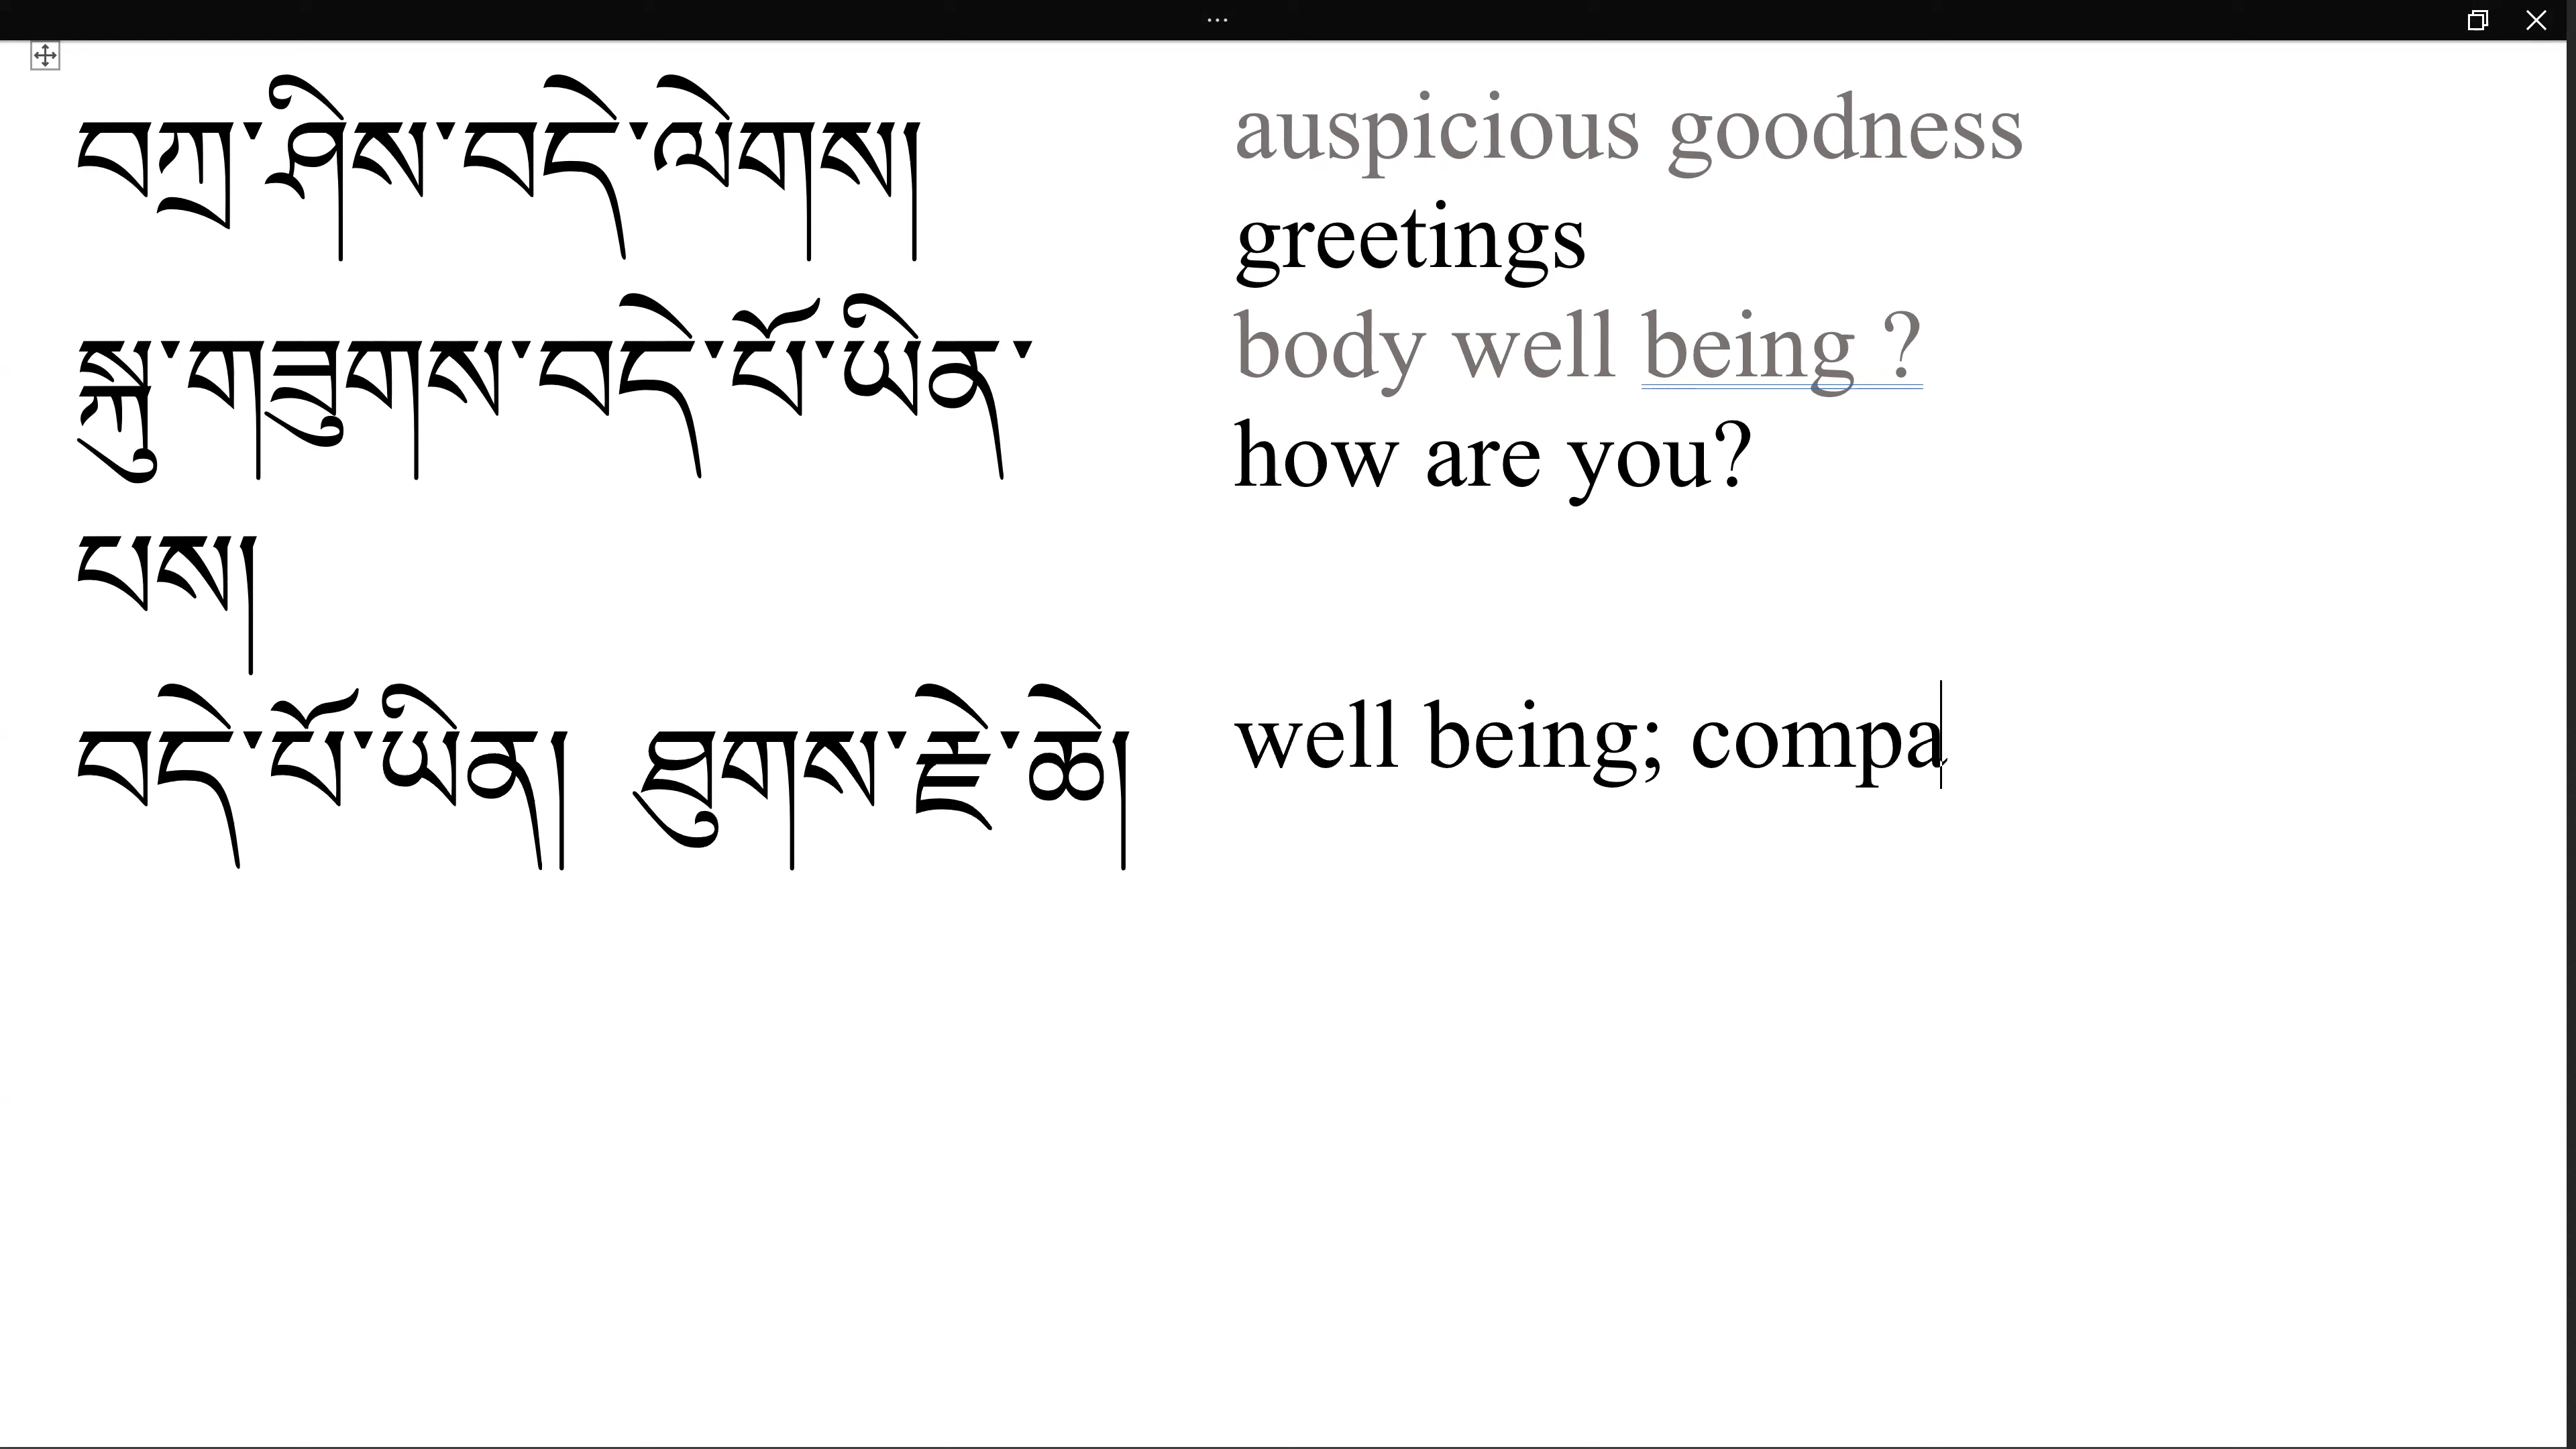 བཀྲ་ཤིས་བདེ་ལེགས།
auspicious goodness
greetings
སྐུ་གཟུགས་བདེ་པོ་ཡིན་
པས།
body well being ?
how are you?
བདེ་པོ་ཡིན། ཐུགས་རྗེ་ཆེ།
well being; compa